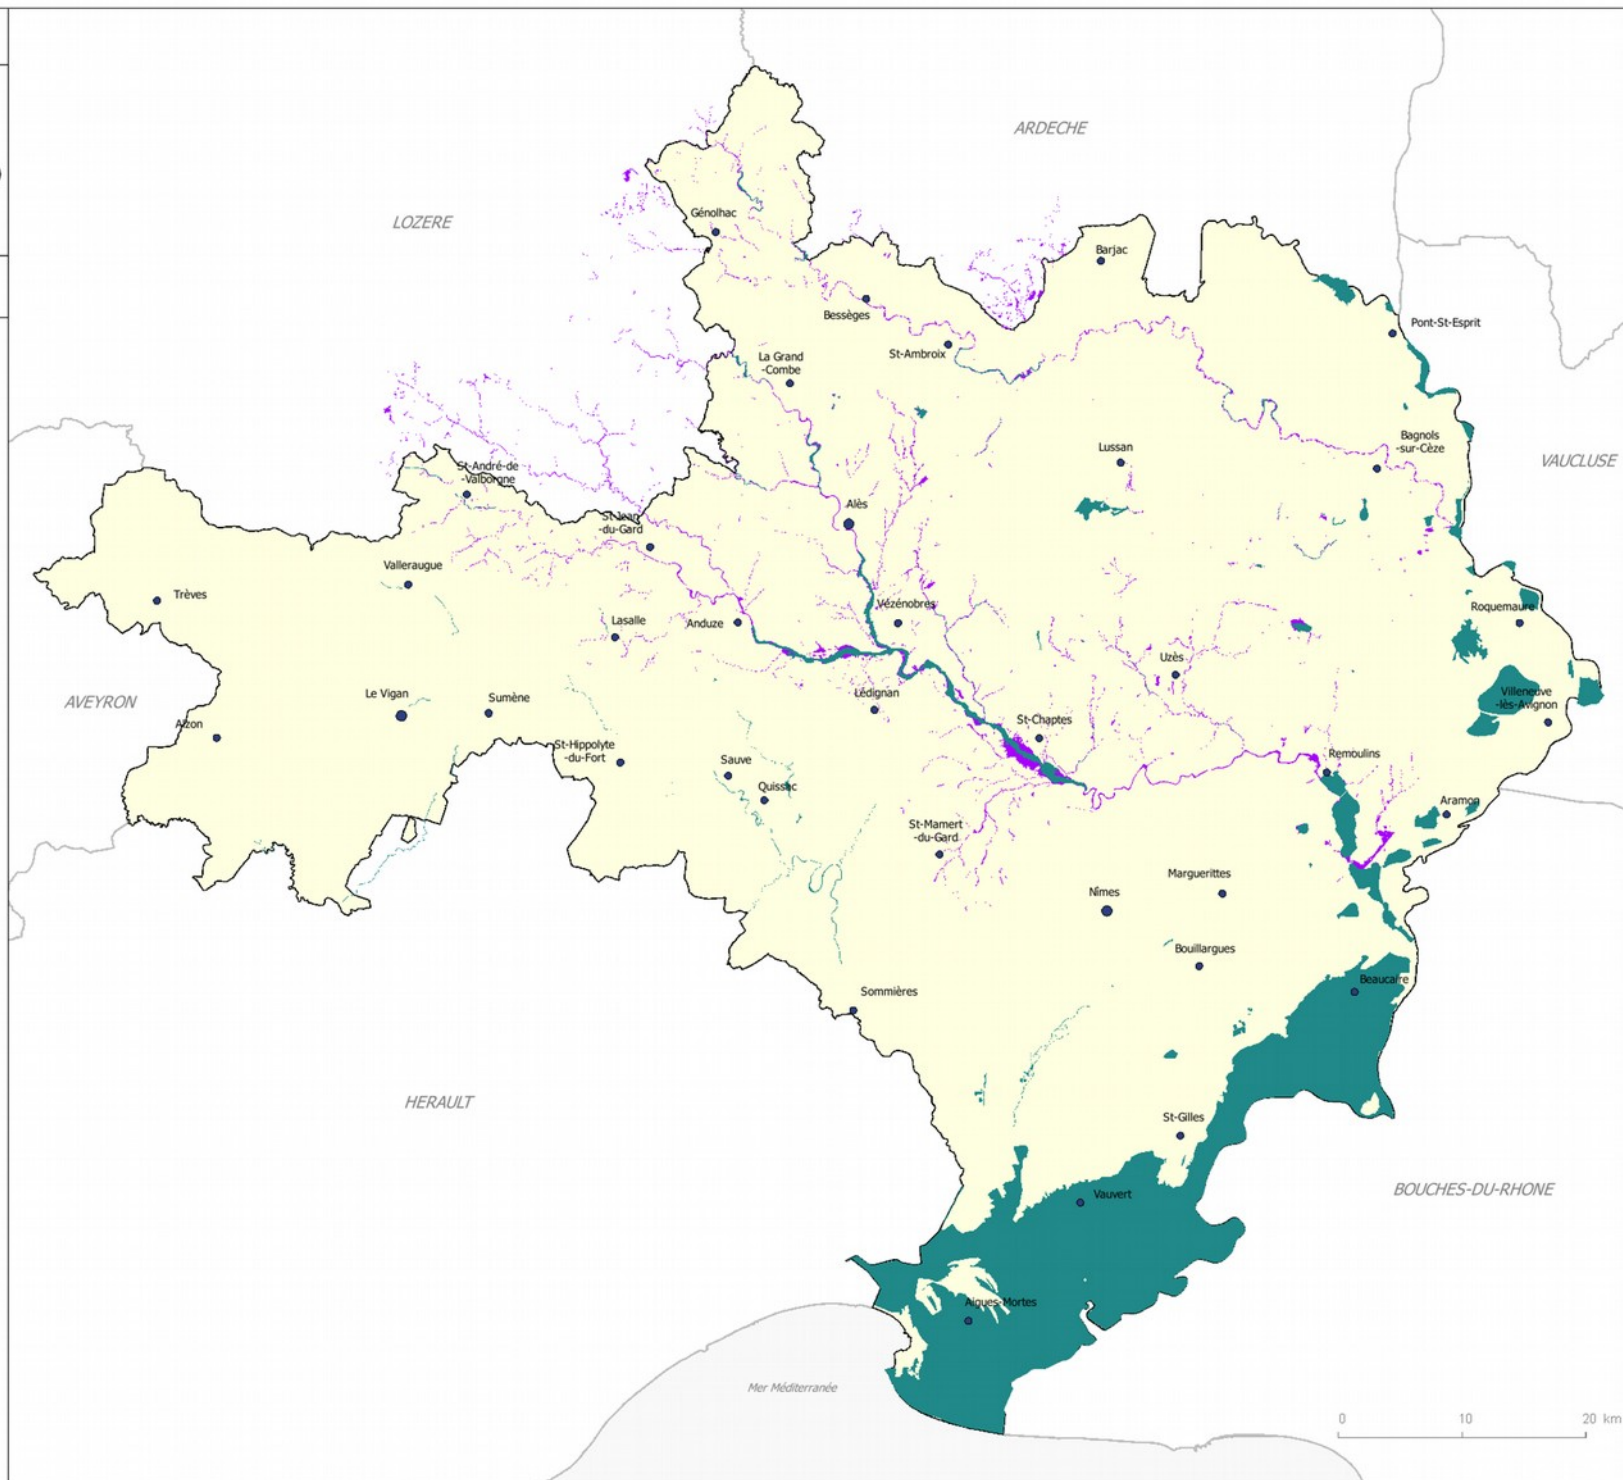 ARDECHE
LOZERE
Génolhac
Barjac
Bessèges
Pont-St-Esprit
St-Ambroix
La Grand
-Combe
Bagnols
-sur-Cèze
Lussan
VAUCLUSE
St-André-de
-Valborgne
Alès
St-Jean
-du-Gard
Valleraugue
Trèves
Vézénobres
Roquemaure
Lasalle
Anduze
Uzès
AVEYRON
Le Vigan
Sumène
Lédignan
Villeneuve
-lès-Avignon
Alzon
St-Chaptes
St-Hippolyte
-du-Fort
Sauve
Remoulins
Quissac
Aramon
St-Mamert
-du-Gard
Marguerittes
Nîmes
Bouillargues
Beaucaire
Sommières
HERAULT
St-Gilles
BOUCHES-DU-RHONE
Vauvert
Aigues-Mortes
Mer Méditerranée
0 10 20 km